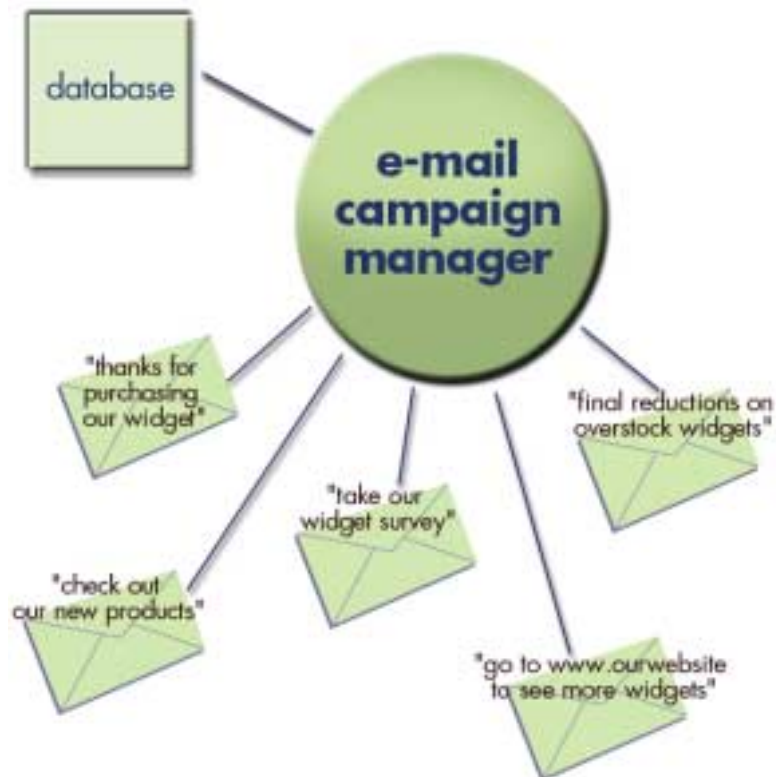 database
e-mail
campaign
manager
"thanks for
purchasing
our widget"
"final reductions on
overstock widgets"
"take our
widget survey"
"check out
our new products"
"go to www.ourwebsite
to see more widgets"